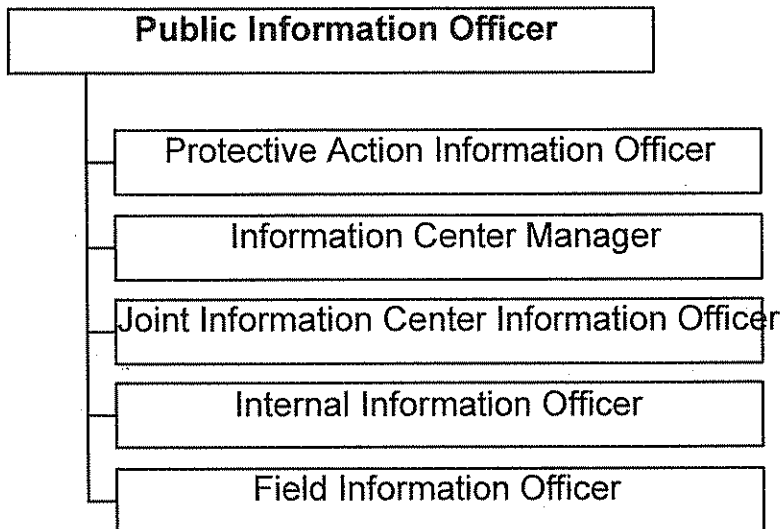 Public Information Officer
Protective Action Information Officer
Information Center Manager
Joint Information Center Information Officer
Internal Information Officer
Field Information Officer